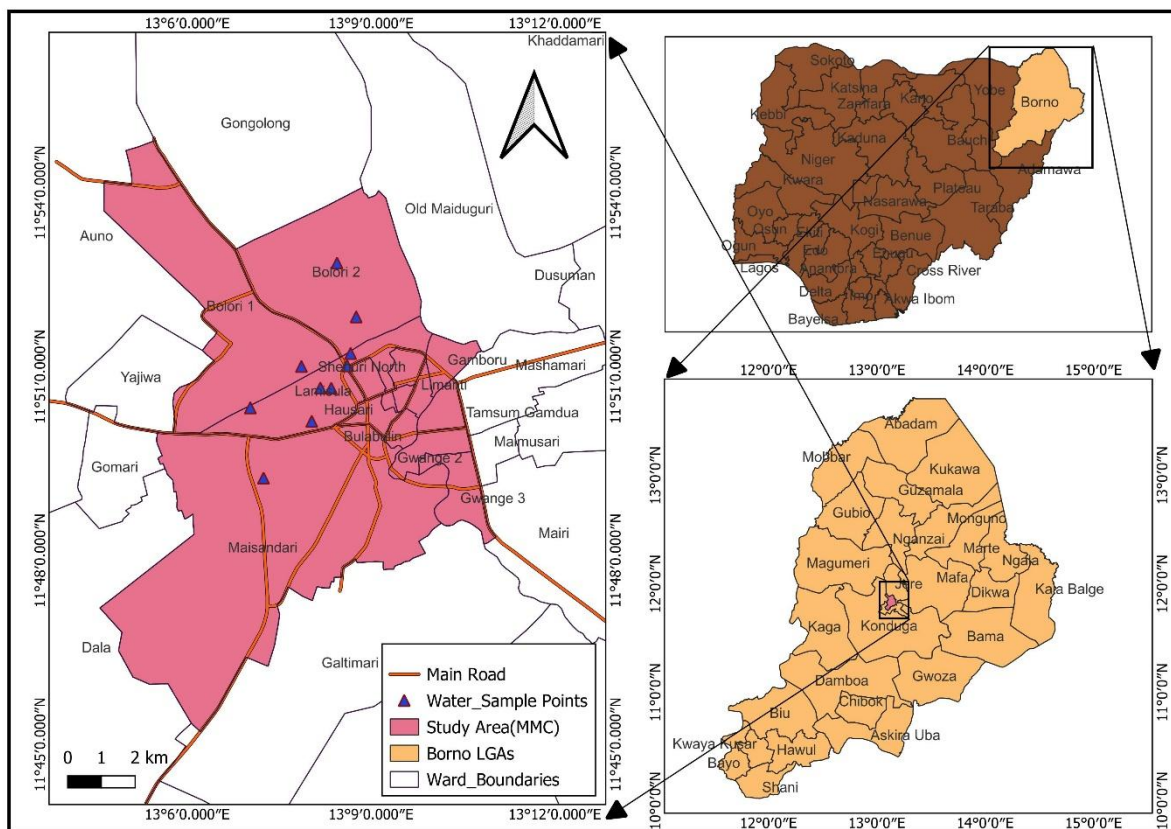 13°6'0.000"E 13°9'0.000"E 13°12'0.000"E
Khaddamari
Gongolong
11°54'0.000"N
11°54'0.000"N
Old Maiduguri
Auno
Bolori 2
Dusuman
Bolori 1
Gamboru
Mashamari
11°51'0.000"N
11°51'0.000"N
Yajiwa
Shehuri North
Limanti
Lamisula
Hausari
Tamsum Gamdua
Bulabulin
Maimusari
Gomari
Gwange 2
Gwange 3
Mairi
11°48'0.000"N
11°48'0.000"N
Maisandari
Dala
Galtimari
11°45'0.000"N
11°45'0.000"N
Main Road
Water_Sample Points
Study Area(MMC)
Borno LGAs
Ward_Boundaries
0 1 2 km
13°6'0.000"E 13°9'0.000"E 13°12'0.000"E
Sokoto
Katsina
Zamfara
Kano
Yobe
Borno
Kebbi
Kaduna
Bauchi
Niger
Adamawa
Kwara
Plateau
Nasarawa
Taraba
Oyo
Osun
Ekiti
Kogi
Benue
Ogun
Edo
Enugu
Lagos
Anambra
Cross River
Delta
Imo
Akwa Ibom
Bayelsa
12°0'0"E 13°0'0"E 14°0'0"E 15°0'0"E
Abadam
13°0'0"N
13°0'0"N
Mobbar
Kukawa
Guzamala
Gubio
Monguno
Nganzai
Marte
Ngala
Magumeri
12°0'0"N
12°0'0"N
Jere
Mafa
Dikwa
Kala Balge
Kaga
Konduga
Bama
Damboa
Gwoza
11°0'0"N
11°0'0"N
Chibok
Biu
Askira Uba
Kwaya Kusar
Hawul
Bayo
Shani
10°0'0"N
10°0'0"N
12°0'0"E 13°0'0"E 14°0'0"E 15°0'0"E